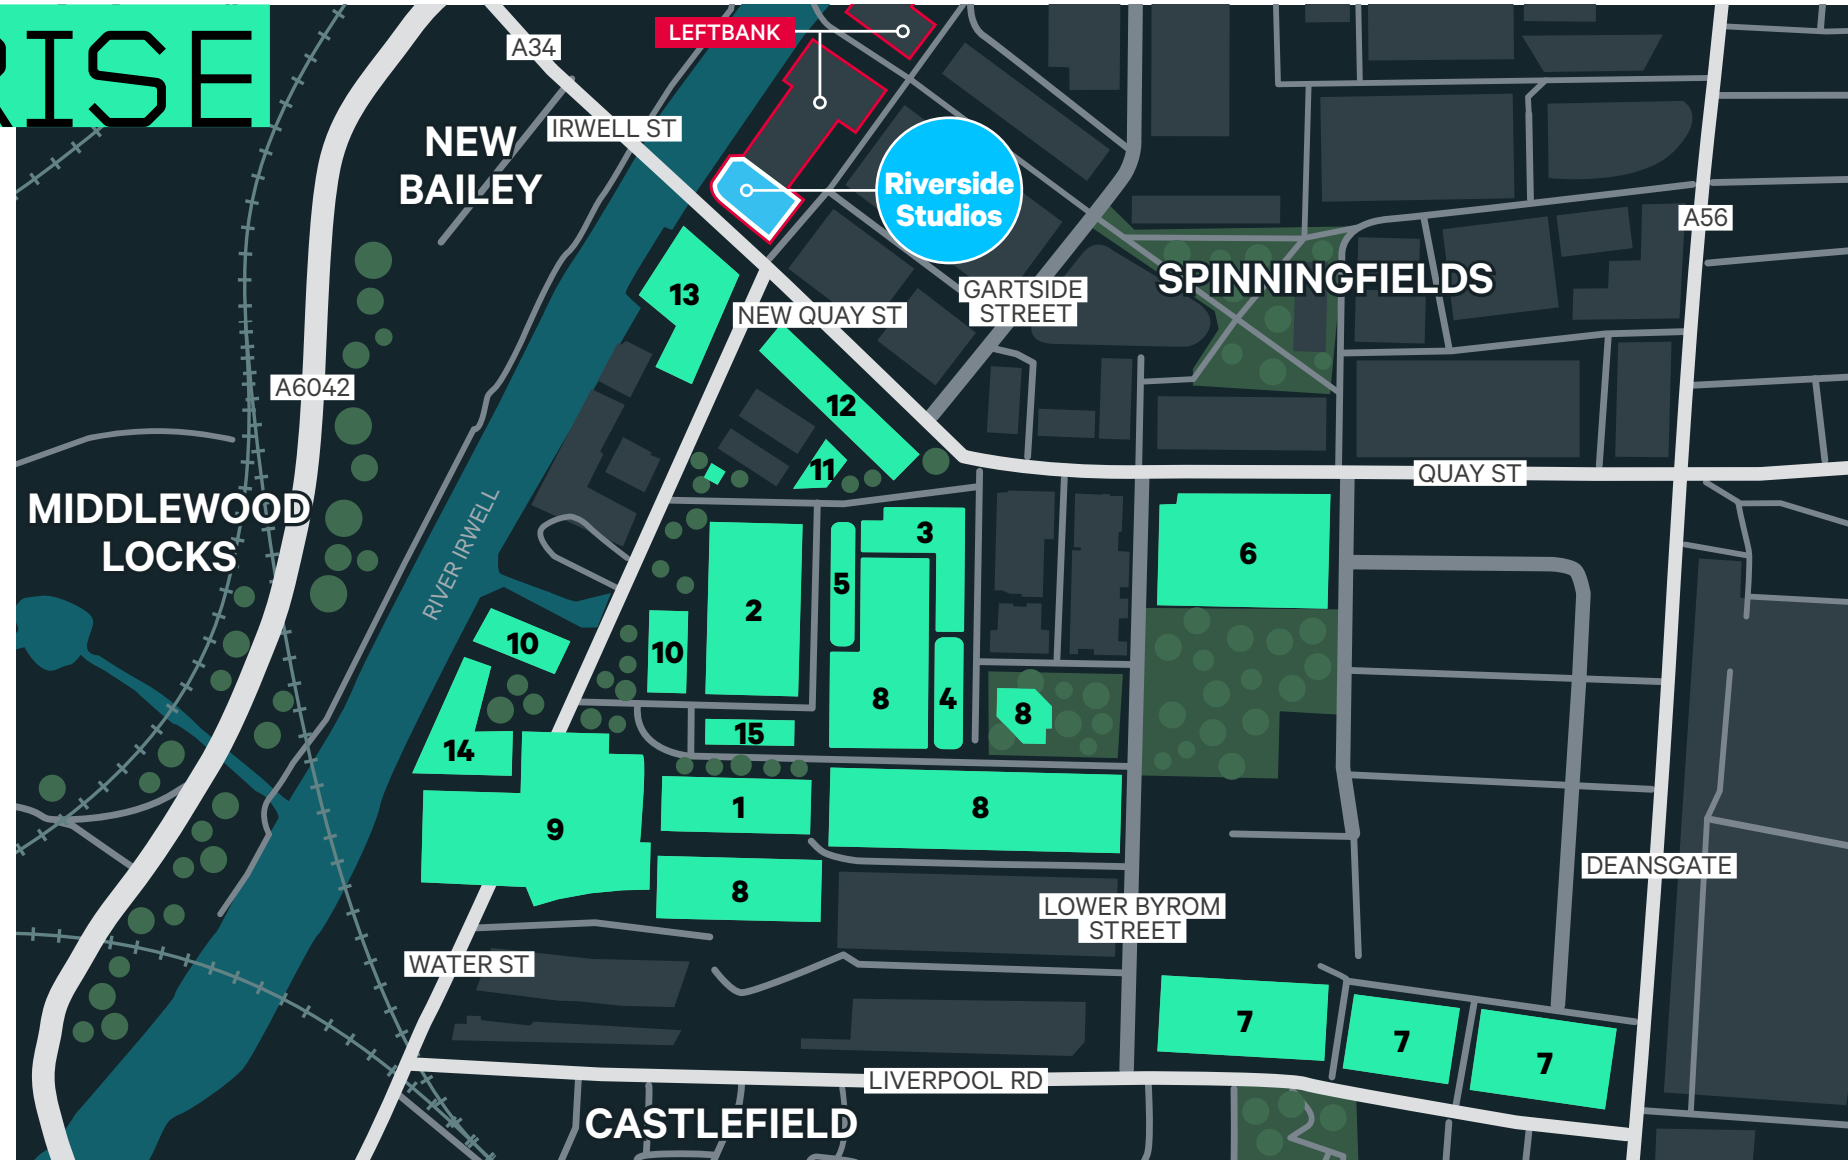 RISE
LEFTBANK
A34
IRWELL ST
NEW
BAILEY
Riverside
Studios
A56
SPINNINGFIELDS
GARTSIDE
STREET
NEW QUAY ST
13
A6042
12
11
QUAY ST
MIDDLEWOOD
LOCKS
RIVER IRWELL
3
5
6
2
10
10
8
4
8
15
14
1
8
9
8
DEANSGATE
LOWER BYROM
STREET
WATER ST
7
7
7
LIVERPOOL RD
CASTLEFIELD